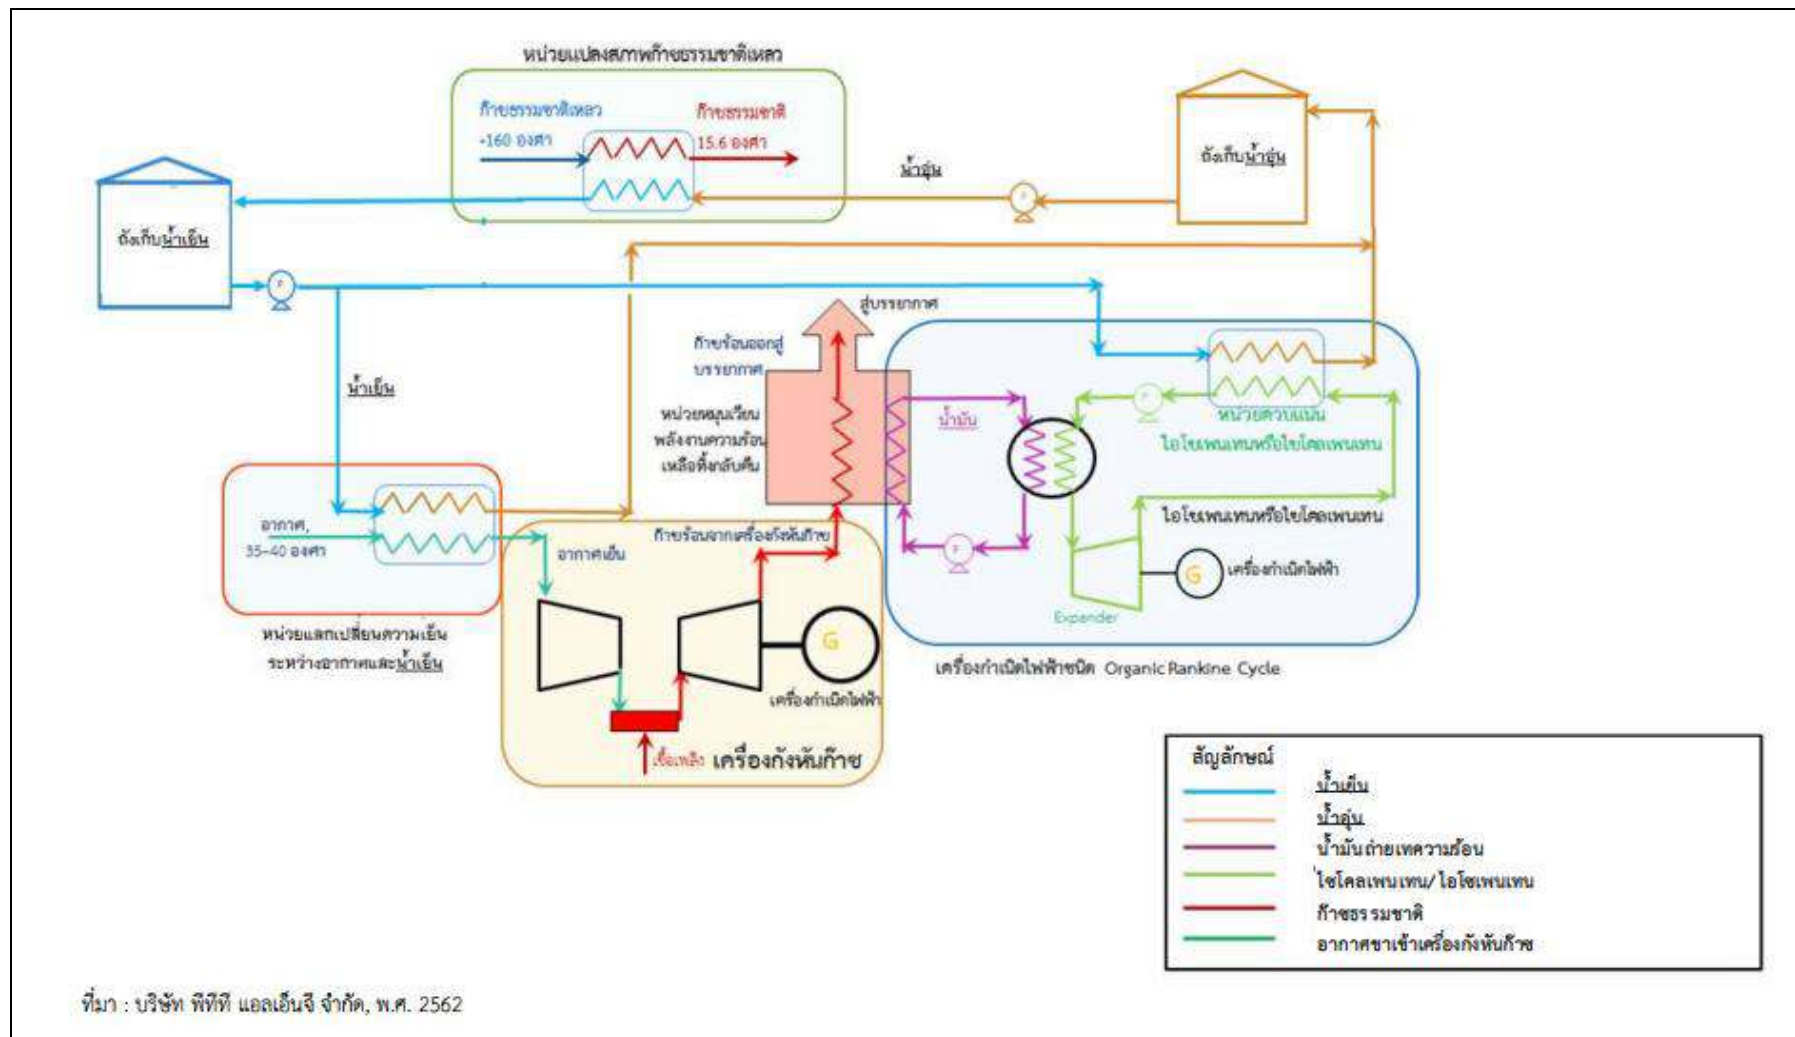 หน่วยแปลงสภาพก๊าซธรรมชาติเหลว
ก๊าซธรรมชาติเหลว
-160 องศา
ก๊าซธรรมชาติ
15.6 องศา
ถังเก็บน้ำอุ่น
น้ำอุ่น
P
ถังเก็บน้ำเย็น
P
สู่บรรยากาศ
ก๊าซร้อนออกสู่
บรรยากาศ
น้ำเย็น
หน่วยหมุนเวียน
พลังงานความร้อน
เหลือทิ้งกลับคืน
น้ำมัน
P
หน่วยควบแน่น
ไอโซเพนเทนหรือไซโคลเพนเทน
อากาศ,
35-40 องศา
อากาศเย็น
ก๊าซร้อนจากเครื่องกังหันก๊าซ
P
ไอโซเพนเทนหรือไซโคลเพนเทน
G
เครื่องกำเนิดไฟฟ้า
Expander
หน่วยแลกเปลี่ยนความเย็น
ระหว่างอากาศและน้ำเย็น
G
เครื่องกำเนิดไฟฟ้า
เครื่องกำเนิดไฟฟ้าชนิด Organic Rankine Cycle
เชื้อเพลิง
เครื่องกังหันก๊าซ
สัญลักษณ์
น้ำเย็น
น้ำอุ่น
น้ำมันถ่ายเทความร้อน
ไซโคลเพนเทน/ไอโซเพนเทน
ก๊าซธรรมชาติ
อากาศขาเข้าเครื่องกังหันก๊าซ
ที่มา : บริษัท พีทีที แอลเอ็นจี จำกัด, พ.ศ. 2562